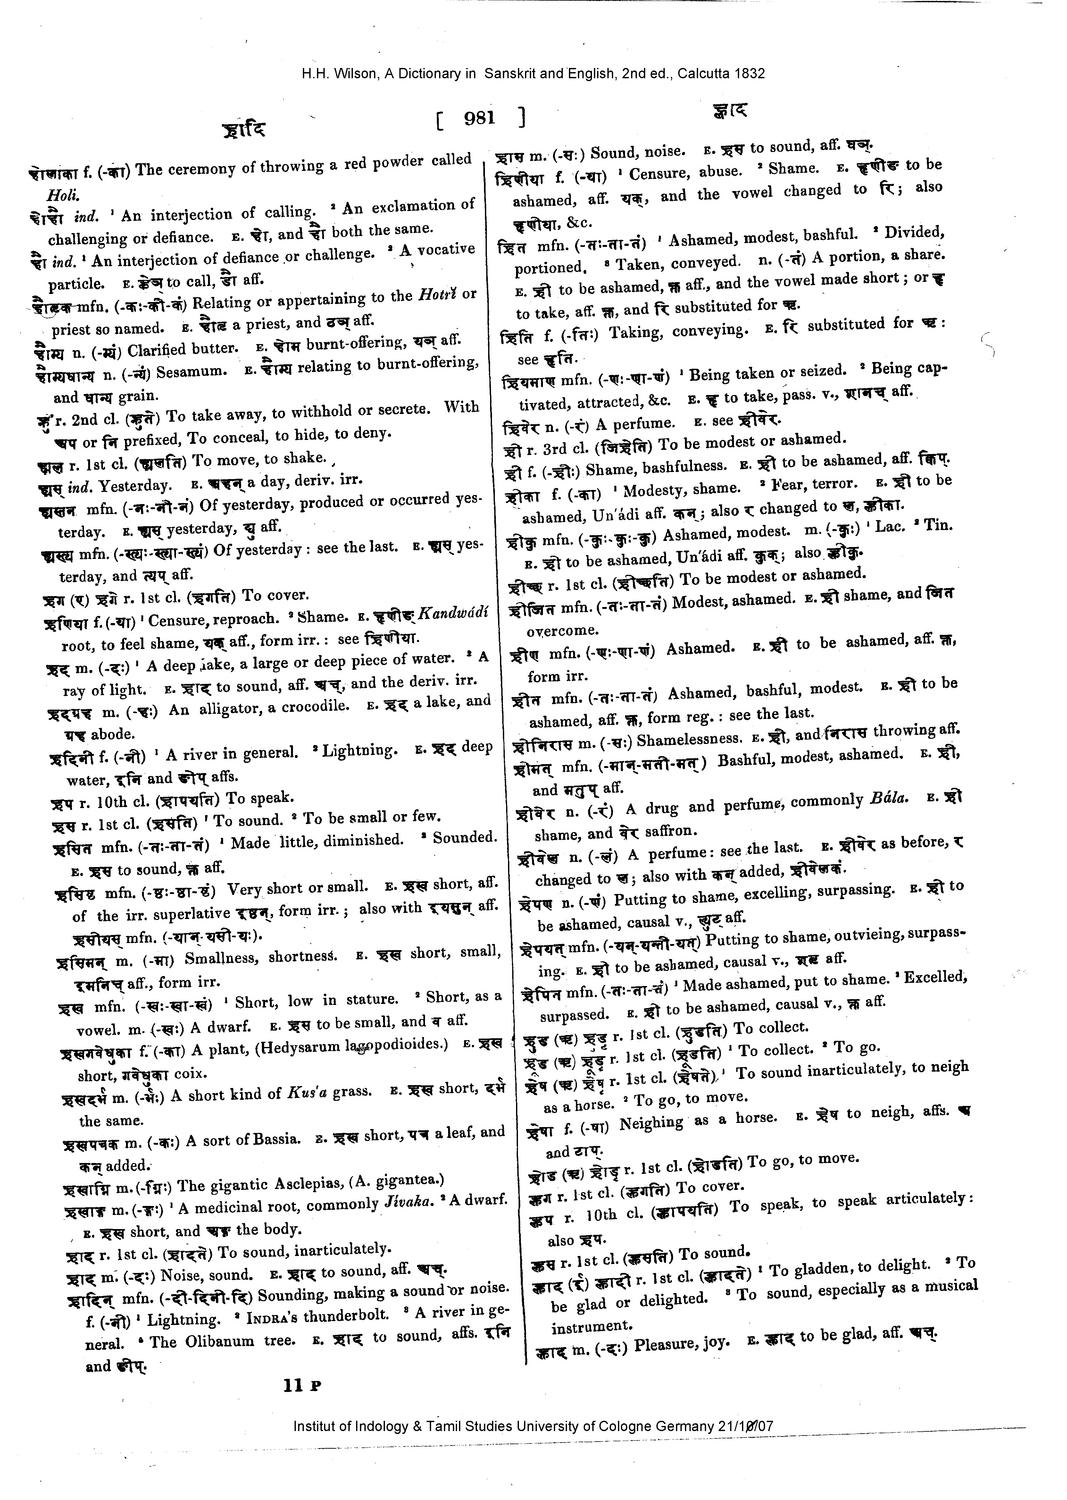 H.H. Wilson, A Dictionary in Sanskrit and English, 2nd ed., Calcutta 1832
ह्रादि [ 981 ] ह्लाद
होलाका f. (-का) The ceremony of throwing a red powder called
Holi.
होहौ ind. ¹ An interjection of calling. ² An exclamation of
challenging or defiance. E. हो, and हौ both the same.
हौ ind. ¹ An interjection of defiance or challenge. ² A vocative
particle. E. ह्वेञ् to call, डौ aff.
हौतृक mfn. (-कः-की-कं) Relating or appertaining to the Hotrĭ or
priest so named. E. होतृ a priest, and ठञ् aff.
हौम्य n. (-म्यं) Clarified butter. E. होम burnt-offering, यञ् aff.
हौम्यधान्य n. (-न्यं) Sesamum. E. हौम्य relating to burnt-offering,
and धान्य grain.
ह्नु r. 2nd cl. (ह्नुते) To take away, to withhold or secrete. With
अप or नि prefixed, To conceal, to hide, to deny.
ह्मल r. 1st cl. (ह्मलति) To move, to shake.
ह्यस् ind. Yesterday. E. अहन् a day, deriv. irr.
ह्यस्तन mfn. (-नः-नी-नं) Of yesterday, produced or occurred yes-
terday. E. ह्यस् yesterday, ट्यु aff.
ह्यस्त्य mfn. (-स्त्यः-स्त्या-स्त्यं) Of yesterday: see the last. E. ह्यस् yes-
terday, and त्यप् aff.
ह्रग (ए) ह्रगे r. 1st cl. (ह्रगति) To cover.
ह्रणिया f. (-या) ¹ Censure, reproach. ² Shame. E. हृणीङ् Kandwádí
root, to feel shame, यक् aff., form irr.: see ह्रिणीया.
ह्रद m. (-दः) ¹ A deep lake, a large or deep piece of water. ² A
ray of light. E. ह्राद to sound, aff. अच्, and the deriv. irr.
ह्रदग्रह m. (-हः) An alligator, a crocodile. E. ह्रद a lake, and
ग्रह abode.
ह्रदिनी f. (-नी) ¹ A river in general. ² Lightning. E. ह्रद deep
water, इनि and ङीप् affs.
ह्रप r. 10th cl. (ह्रापयति) To speak.
ह्रस r. 1st cl. (ह्रसति) ¹ To sound. ² To be small or few.
ह्रसित mfn. (-तः-ता-तं) ¹ Made little, diminished. ² Sounded.
E. ह्रस to sound, क्त aff.
ह्रसिष्ठ mfn. (-ष्ठः-ष्ठा-ष्ठं) Very short or small. E. ह्रस्व short, aff.
of the irr. superlative इष्ठन्, form irr.; also with इयसुन् aff.
ह्रसीयस् mfn. (-यान्-यसी-यः).
ह्रसिमन् m. (-मा) Smallness, shortness. E. ह्रस्व short, small,
इमनिच् aff., form irr.
ह्रस्व mfn. (-स्वः-स्वा-स्वं) ¹ Short, low in stature. ² Short, as a
vowel. m. (-स्वः) A dwarf. E. ह्रस to be small, and व aff.
ह्रस्वगवेधुका f. (-का) A plant, (Hedysarum lagopodioides.) E. ह्रस्व
short, गवेधुका coix.
ह्रस्वदर्भ m. (-र्भः) A short kind of Kus'a grass. E. ह्रस्व short, दर्भ
the same.
ह्रस्वपत्रक m. (-कः) A sort of Bassia. E. ह्रस्व short, पत्र a leaf, and
कन् added.
ह्रस्वाग्नि m. (-ग्निः) The gigantic Asclepias, (A. gigantea.)
ह्रस्वाङ्ग m. (-ङ्गः) ¹ A medicinal root, commonly Jívaka. ² A dwarf.
E. ह्रस्व short, and अङ्ग the body.
ह्राद r. 1st cl. (ह्रादते) To sound, inarticulately.
ह्राद m. (-दः) Noise, sound. E. ह्राद to sound, aff. अच्.
ह्रादिन् mfn. (-दी-दिनी-दि) Sounding, making a sound or noise.
f. (-नी) ¹ Lightning. ² INDRA's thunderbolt. ³ A river in ge-
neral. ⁴ The Olibanum tree. E. ह्राद to sound, affs. इनि
and ङीप्.
ह्रास m. (-सः) Sound, noise. E. ह्रस to sound, aff. घञ्.
ह्रिणीया f. (-या) ¹ Censure, abuse. ² Shame. E. हृणीङ to be
ashamed, aff. यक्, and the vowel changed to रि; also
हृणीया, &c.
ह्रित mfn. (-तः-ता-तं) ¹ Ashamed, modest, bashful. ² Divided,
portioned. ³ Taken, conveyed. n. (-तं) A portion, a share.
E. ह्री to be ashamed, क्त aff., and the vowel made short; or हृ
to take, aff. क्त, and रि substituted for ऋ.
ह्रिति f. (-तिः) Taking, conveying. E. रि substituted for ऋ:
see हृति.
ह्रियमाण mfn. (-णः-णा-णं) ¹ Being taken or seized. ² Being cap-
tivated, attracted, &c. E. हृ to take, pass. v., शानच् aff.
ह्रिवेर n. (-रं) A perfume. E. see ह्रीवेर.
ह्री r. 3rd cl. (जिह्रेति) To be modest or ashamed.
ह्री f. (-ह्रीः) Shame, bashfulness. E. ह्री to be ashamed, aff. क्विप्.
ह्रीका f. (-का) ¹ Modesty, shame. ² Fear, terror. E. ह्री to be
ashamed, Un'ádi aff. कन्; also र changed to ल, ह्लीका.
ह्रीकु mfn. (-कुः-कुः-कु) Ashamed, modest. m. (-कुः) ¹ Lac. ² Tin.
E. ह्री to be ashamed, Un'ádi aff. कुक्; also ह्लीकु.
ह्रीच्छ r. 1st cl. (ह्रीच्छति) To be modest or ashamed.
ह्रीजित mfn. (-तः-ता-तं) Modest, ashamed. E. ह्री shame, and जित
overcome.
ह्रीण mfn. (-णः-णा-णं) Ashamed. E. ह्री to be ashamed, aff. क्त,
form irr.
ह्रीत mfn. (-तः-ता-तं) Ashamed, bashful, modest. E. ह्री to be
ashamed, aff. क्त, form reg.: see the last.
ह्रीनिरास m. (-सः) Shamelessness. E. ह्री, and निरास throwing aff.
ह्रीमत् mfn. (-मान्-मती-मत्) Bashful, modest, ashamed. E. ह्री,
and मतुप् aff.
ह्रीवेर n. (-रं) A drug and perfume, commonly Bála. E. ह्री
shame, and वेर saffron.
ह्रीवेल n. (-लं) A perfume: see the last. E. ह्रीवेर as before, र
changed to ल; also with कन् added, ह्रीवेलकं.
ह्रेपण n. (-णं) Putting to shame, excelling, surpassing. E. ह्री to
be ashamed, causal v., ल्युट् aff.
ह्रेपयत् mfn. (-यन्-यन्ती-यत्) Putting to shame, outvieing, surpass-
ing. E. ह्री to be ashamed, causal v., शतृ aff.
ह्रेपित mfn. (-तः-ता-तं) ¹ Made ashamed, put to shame. ² Excelled,
surpassed. E. ह्री to be ashamed, causal v., क्त aff.
ह्रुड (ऋ) ह्रुडृ r. 1st cl. (ह्रुडति) To collect.
ह्रूड (ऋ) ह्रूडृ r. 1st cl. (ह्रूडति) ¹ To collect. ² To go.
ह्रेष (ऋ) ह्रेषृ r. 1st cl. (ह्रेषते) ¹ To sound inarticulately, to neigh
as a horse. ² To go, to move.
ह्रेषा f. (-षा) Neighing as a horse. E. ह्रेष to neigh, affs. अ
and टाप्.
ह्रोड (ऋ) ह्रोडृ r. 1st cl. (ह्रोडति) To go, to move.
ह्लग r. 1st cl. (ह्लगति) To cover.
ह्लप r. 10th cl. (ह्लापयति) To speak, to speak articulately:
also ह्रप.
ह्लस r. 1st cl. (ह्लसति) To sound.
ह्लाद (ई) ह्लादी r. 1st cl. (ह्लादते) ¹ To gladden, to delight. ² To
be glad or delighted. ³ To sound, especially as a musical
instrument.
ह्लाद m. (-दः) Pleasure, joy. E. ह्लाद to be glad, aff. अच्.
11 P
Institut of Indology & Tamil Studies University of Cologne Germany 21/10/07